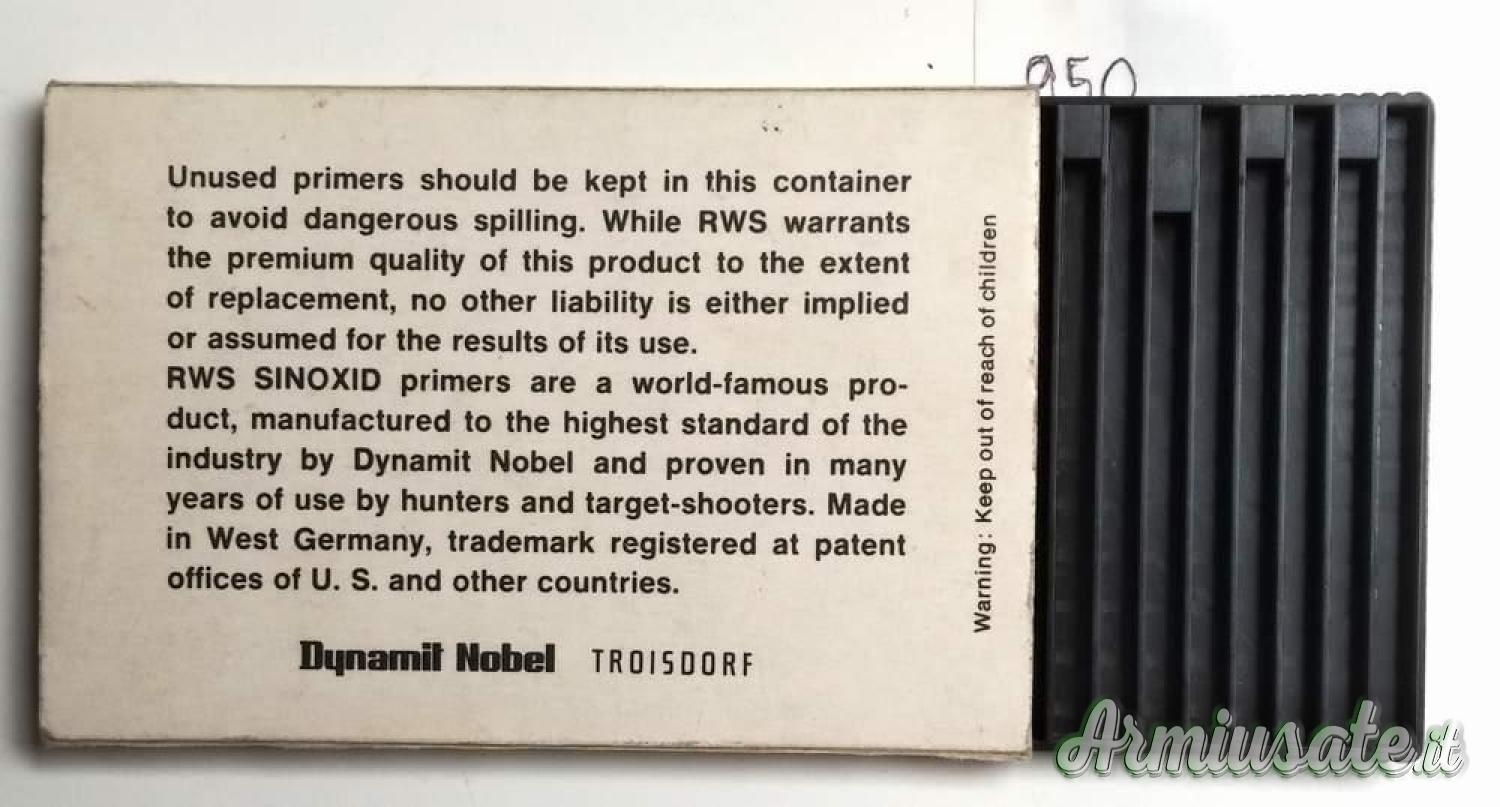 950
Unused primers should be kept in this container
to avoid dangerous spilling. While RWS warrants
the premium quality of this product to the extent
of replacement, no other liability is either implied
or assumed for the results of its use.
RWS SINOXID primers are a world-famous pro-
duct, manufactured to the highest standard of the
industry by Dynamit Nobel and proven in many
years of use by hunters and target-shooters. Made
in West Germany, trademark registered at patent
offices of U. S. and other countries.
Dynamit Nobel TROISDORF
Warning: Keep out of reach of children
Armiusate.it